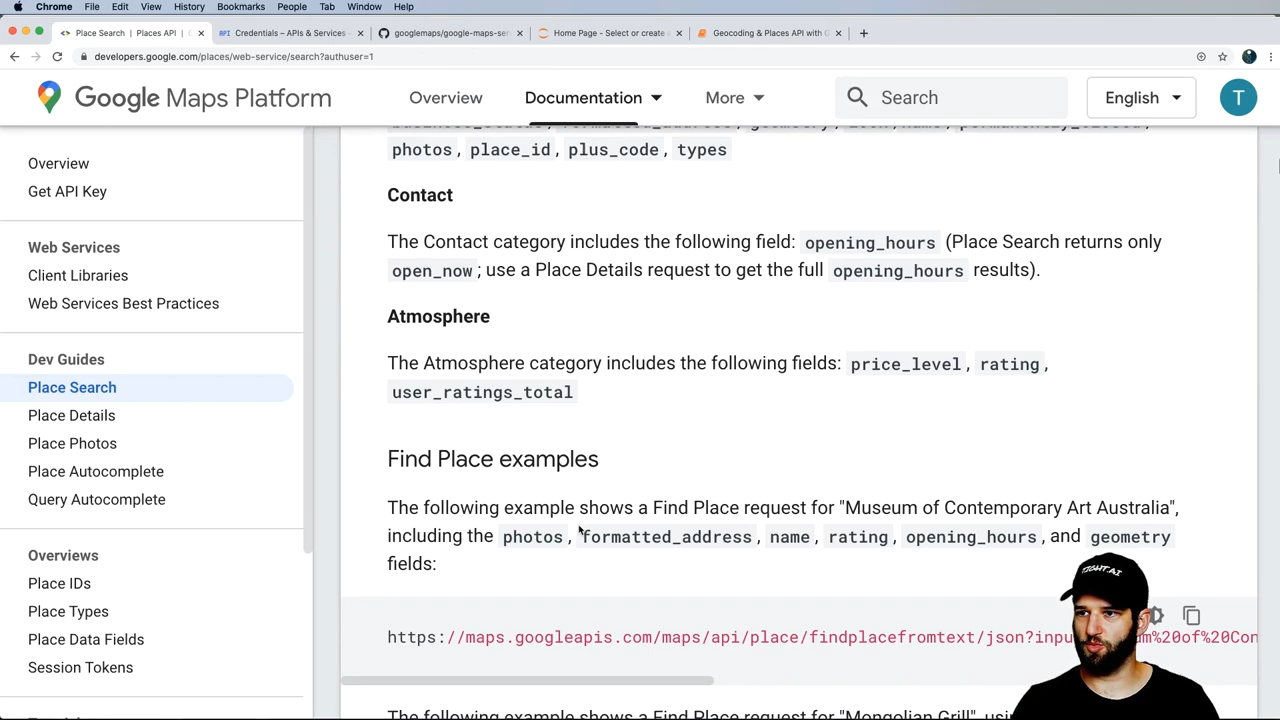 Chrome File Edit View History Bookmarks People Tab Window Help
Place Search | Places API | Credentials – APIs & Services googlemaps/google-maps-ser Home Page - Select or create Geocoding & Places API with G
developers.google.com/places/web-service/search?authuser=1
Google Maps Platform Overview Documentation More Search English T
photos, place_id, plus_code, types
Contact
The Contact category includes the following field: opening_hours (Place Search returns only
open_now; use a Place Details request to get the full opening_hours results).
Atmosphere
The Atmosphere category includes the following fields: price_level, rating,
user_ratings_total
Find Place examples
The following example shows a Find Place request for "Museum of Contemporary Art Australia",
including the photos, formatted_address, name, rating, opening_hours, and geometry
fields:
https://maps.googleapis.com/maps/api/place/findplacefromtext/json?inpu
%20of%20Con
The following example shows a Find Place request for "Mongolian Grill", usi
Overview
Get API Key
Web Services
Client Libraries
Web Services Best Practices
Dev Guides
Place Search
Place Details
Place Photos
Place Autocomplete
Query Autocomplete
Overviews
Place IDs
Place Types
Place Data Fields
Session Tokens